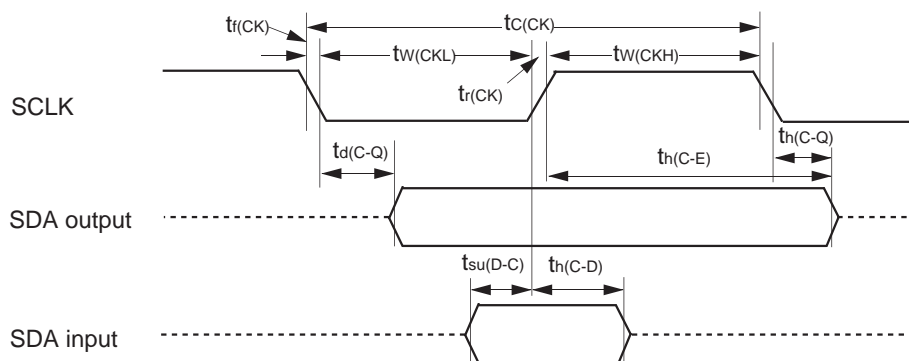 tf(CK)
tC(CK)
tW(CKL)
tW(CKH)
tr(CK)
SCLK
td(C-Q)
th(C-E)
th(C-Q)
SDA output
tsu(D-C)
th(C-D)
SDA input